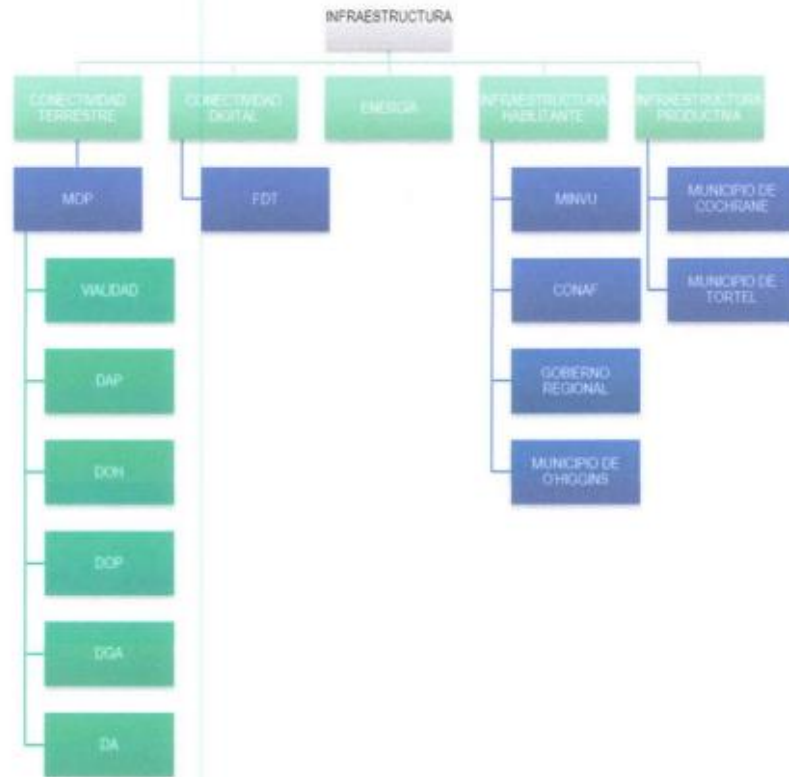 INFRAESTRUCTURA
CONECTIVIDAD
TERRESTRE
CONECTIVIDAD
DIGITAL
ENERGIA
INFRAESTRUCTURA
HABILITANTE
INFRAESTRUCTURA
PRODUCTIVA
MOP
FDT
MINVU
MUNICIPIO DE
COCHRANE
VIALIDAD
CONAF
MUNICIPIO DE
TORTEL
DAP
GOBIERNO
REGIONAL
DOH
MUNICIPIO DE
O'HIGGINS
DOP
DGA
DA